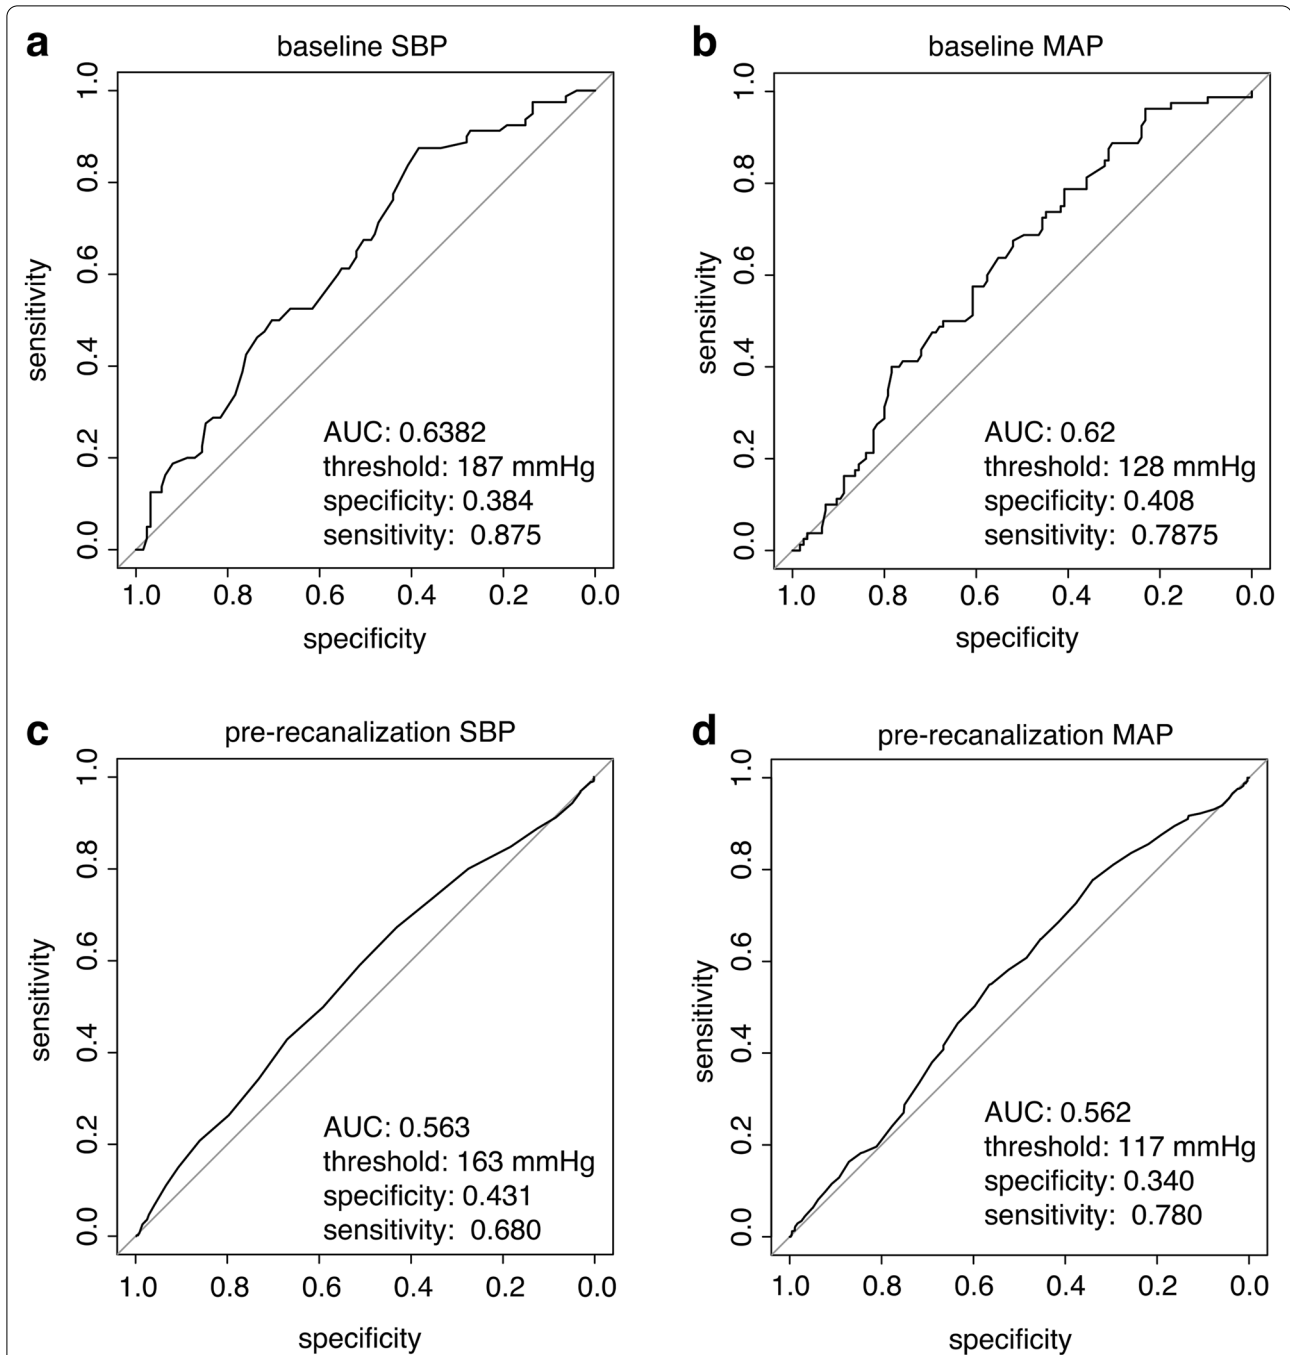 a
baseline SBP
sensitivity
0.0 0.2 0.4 0.6 0.8 1.0
AUC: 0.6382
threshold: 187 mmHg
specificity: 0.384
sensitivity: 0.875
1.0 0.8 0.6 0.4 0.2 0.0
specificity
b
baseline MAP
sensitivity
0.0 0.2 0.4 0.6 0.8 1.0
AUC: 0.62
threshold: 128 mmHg
specificity: 0.408
sensitivity: 0.7875
1.0 0.8 0.6 0.4 0.2 0.0
specificity
c
pre-recanalization SBP
sensitivity
0.0 0.2 0.4 0.6 0.8 1.0
AUC: 0.563
threshold: 163 mmHg
specificity: 0.431
sensitivity: 0.680
1.0 0.8 0.6 0.4 0.2 0.0
specificity
d
pre-recanalization MAP
sensitivity
0.0 0.2 0.4 0.6 0.8 1.0
AUC: 0.562
threshold: 117 mmHg
specificity: 0.340
sensitivity: 0.780
1.0 0.8 0.6 0.4 0.2 0.0
specificity